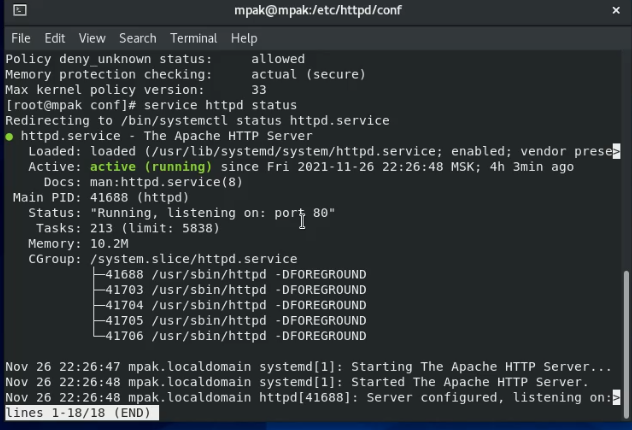 mpak@mpak:/etc/httpd/conf
File Edit View Search Terminal Help
Policy deny_unknown status:     allowed
Memory protection checking:     actual (secure)
Max kernel policy version:      33
[root@mpak conf]# service httpd status
Redirecting to /bin/systemctl status httpd.service
● httpd.service - The Apache HTTP Server
   Loaded: loaded (/usr/lib/systemd/system/httpd.service; enabled; vendor prese>
   Active: active (running) since Fri 2021-11-26 22:26:48 MSK; 4h 3min ago
     Docs: man:httpd.service(8)
 Main PID: 41688 (httpd)
   Status: "Running, listening on: port 80"
    Tasks: 213 (limit: 5838)
   Memory: 10.2M
   CGroup: /system.slice/httpd.service
           ├─41688 /usr/sbin/httpd -DFOREGROUND
           ├─41703 /usr/sbin/httpd -DFOREGROUND
           ├─41704 /usr/sbin/httpd -DFOREGROUND
           ├─41705 /usr/sbin/httpd -DFOREGROUND
           └─41706 /usr/sbin/httpd -DFOREGROUND
Nov 26 22:26:47 mpak.localdomain systemd[1]: Starting The Apache HTTP Server...
Nov 26 22:26:48 mpak.localdomain systemd[1]: Started The Apache HTTP Server.
Nov 26 22:26:48 mpak.localdomain httpd[41688]: Server configured, listening on:>
lines 1-18/18 (END)